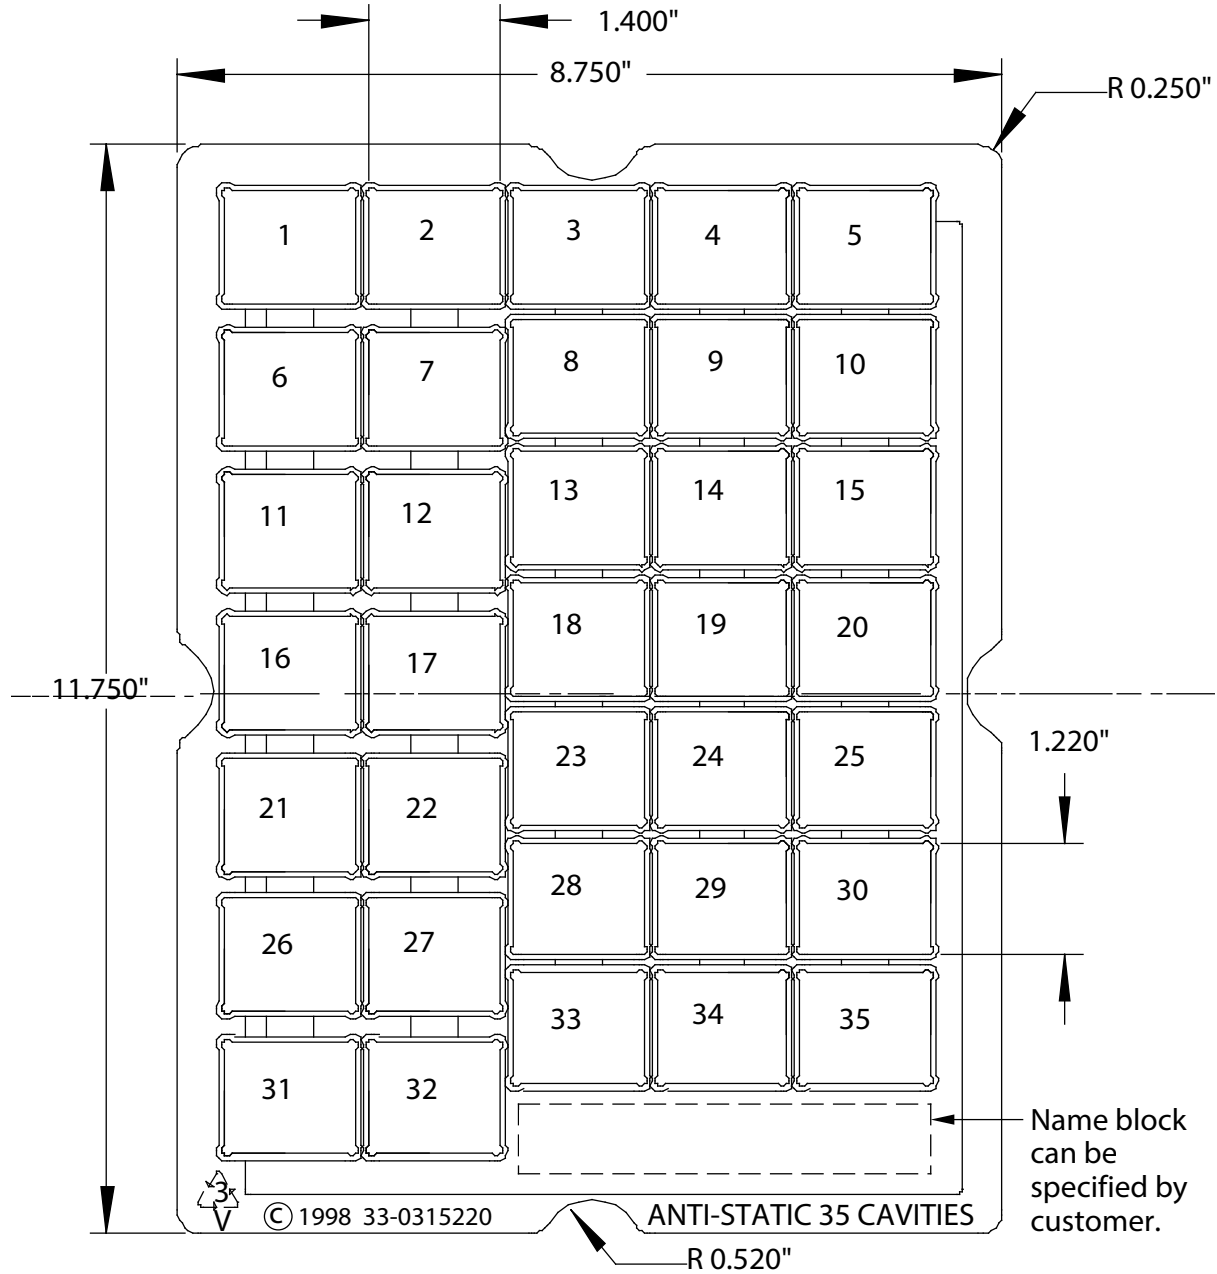 1.400"
8.750"
R 0.250"
1 2 3 4 5
6 7 8 9 10
11 12 13 14 15
16 17 18 19 20
11.750"
1.220"
21 22 23 24 25
26 27 28 29 30
31 32 33 34 35
Name block
can be
specified by
customer.
3
V
© 1998 33-0315220
ANTI-STATIC 35 CAVITIES
R 0.520"